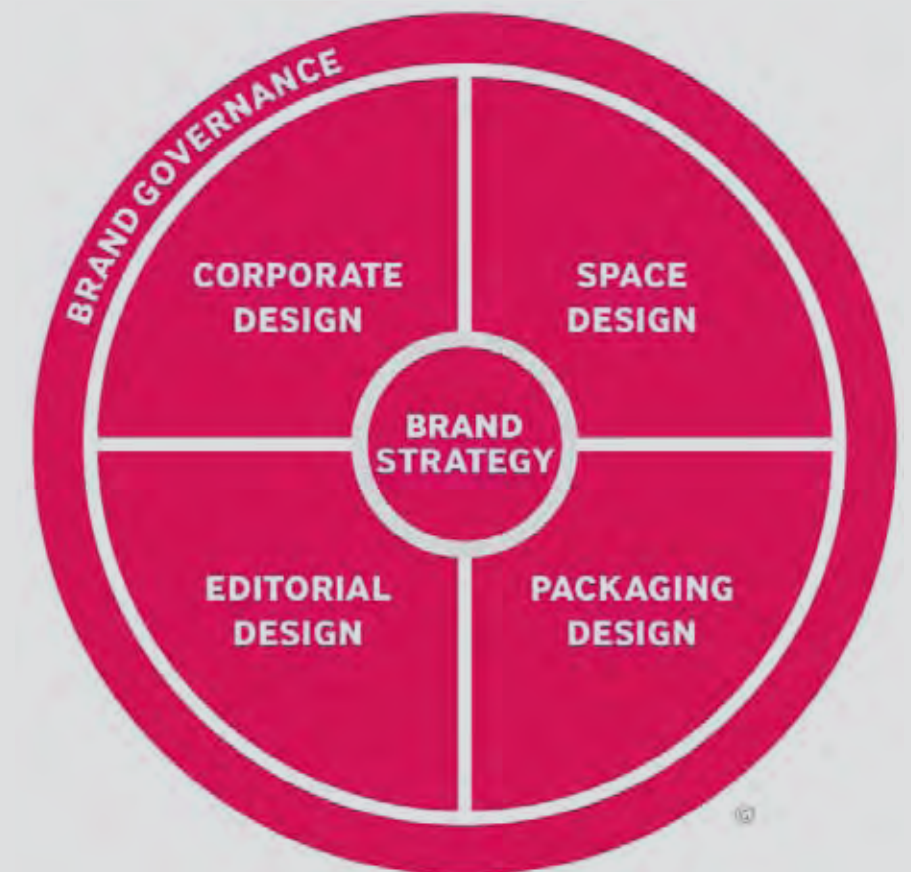 BRAND GOVERNANCE
CORPORATE
DESIGN
SPACE
DESIGN
BRAND
STRATEGY
EDITORIAL
DESIGN
PACKAGING
DESIGN